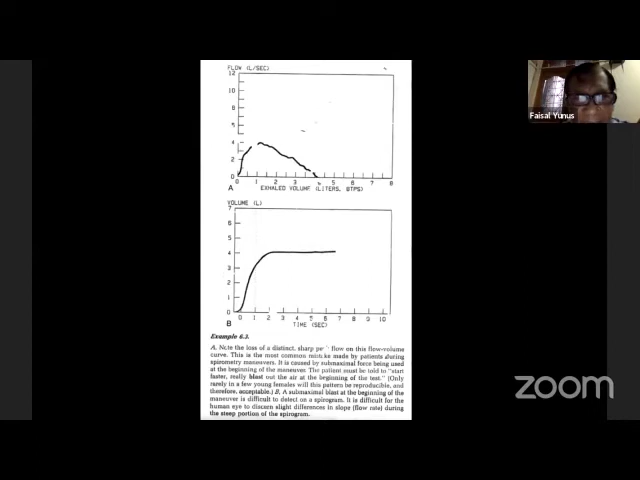 FLOW (L/SEC)
12
10
8
6
4
2
0
0 1 2 3 4 5 6 7 8
A
EXHALED VOLUME (LITERS, BTPS)
VOLUME (L)
7
6
5
4
3
2
1
0
0 1 2 3 4 5 6 7 8 9 10
B
TIME (SEC)
Example 6.3.
A. Note the loss of a distinct, sharp flow on this flow-volume
curve. This is the most common mistake made by patients during
spirometry maneuvers. It is caused by submaximal force being used
at the beginning of the maneuver. The patient must be told to "start
faster, really blast out the air at the beginning of the test." (Only
rarely in a few young females will this pattern be reproducible, and
therefore, acceptable.) B, A submaximal blast at the beginning of the
maneuver is difficult to detect on a spirogram. It is difficult for the
human eye to discern slight differences in slope (flow rate) during
the steep portion of the spirogram.
Faisal Yunus
zoom